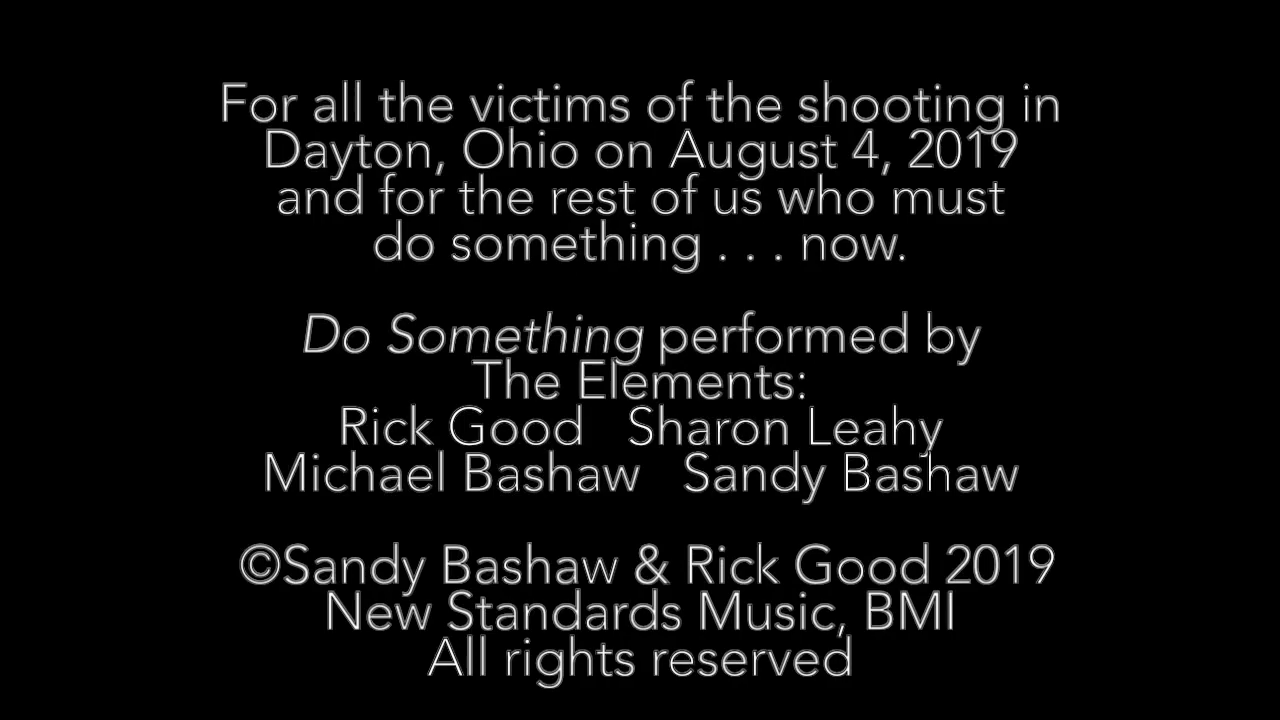 For all the victims of the shooting in
Dayton, Ohio on August 4, 2019
and for the rest of us who must
do something . . . now.
Do Something performed by
The Elements:
Rick Good Sharon Leahy
Michael Bashaw Sandy Bashaw
©Sandy Bashaw & Rick Good 2019
New Standards Music, BMI
All rights reserved